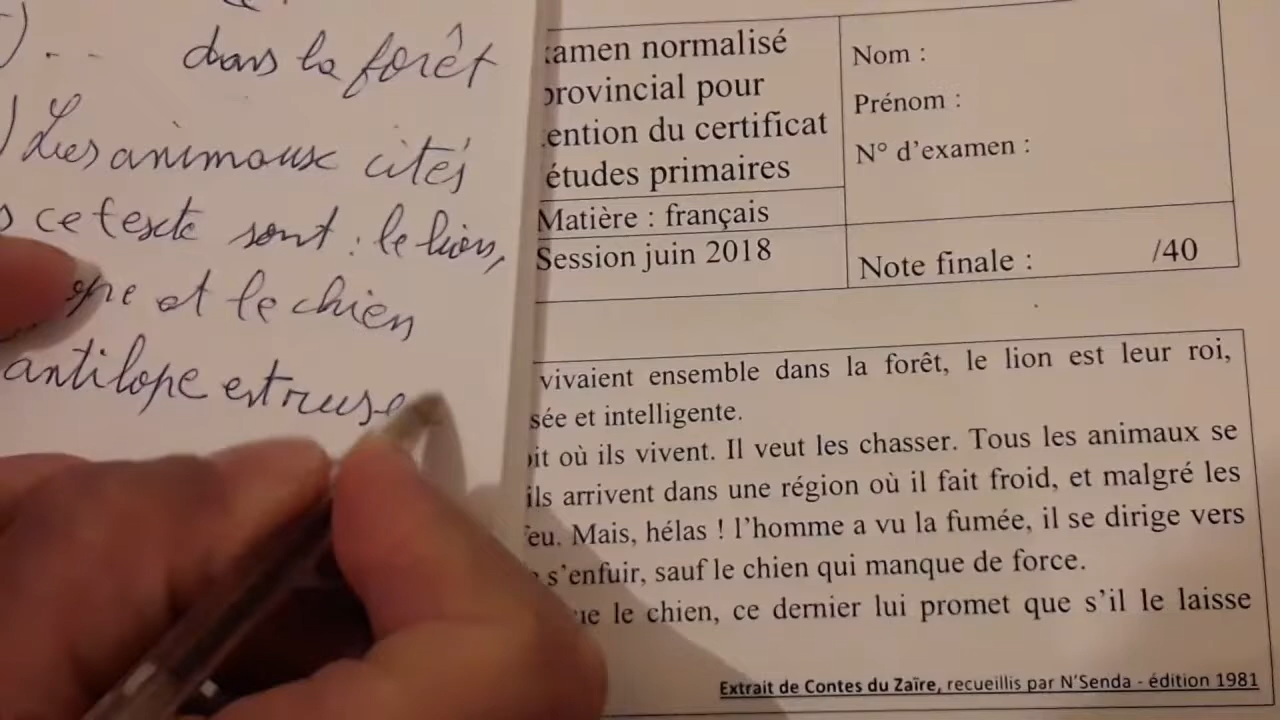 ... dans la forêt
Les animaux cités
ce texte sont : le lion,
et le chien
antilope est ruse
amen normalisé
provincial pour
ention du certificat
études primaires
Matière : français
Session juin 2018
Nom :
Prénom :
N° d'examen :
Note finale : /40
vivaient ensemble dans la forêt, le lion est leur roi,
sée et intelligente.
it où ils vivent. Il veut les chasser. Tous les animaux se
ils arrivent dans une région où il fait froid, et malgré les
feu. Mais, hélas ! l'homme a vu la fumée, il se dirige vers
s'enfuir, sauf le chien qui manque de force.
ue le chien, ce dernier lui promet que s'il le laisse
Extrait de Contes du Zaïre, recueillis par N'Senda - édition 1981